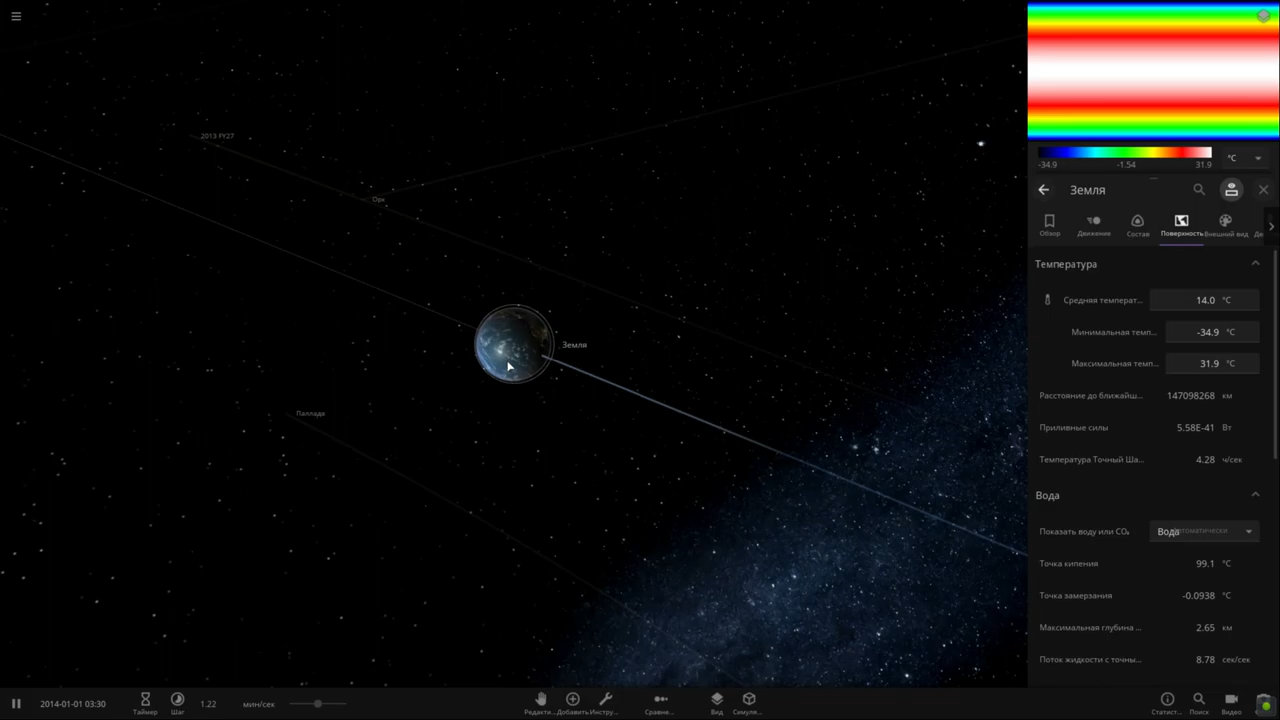 2013 FY27
Орк
Земля
Паллада
-34.9 -1.54 31.9 °C
Земля
Обзор Движение Состав Поверхность Внешний вид
Температура
Средняя температ... 14.0 °C
Минимальная темп... -34.9 °C
Максимальная темп... 31.9 °C
Расстояние до ближайш... 147098268 км
Приливные силы 5.58E-41 Вт
Температура Точный Ша... 4.28 ч/сек
Вода
Показать воду или CO₂ Вода
Точка кипения 99.1 °C
Точка замерзания -0.0938 °C
Максимальная глубина ... 2.65 км
Поток жидкости с точны... 8.78 сек/сек
2014-01-01 03:30 Таймер Шаг 1.22 мин/сек Редакти... Добавить Инстру... Сравне... Вид Симуля... Статист... Поиск Видео